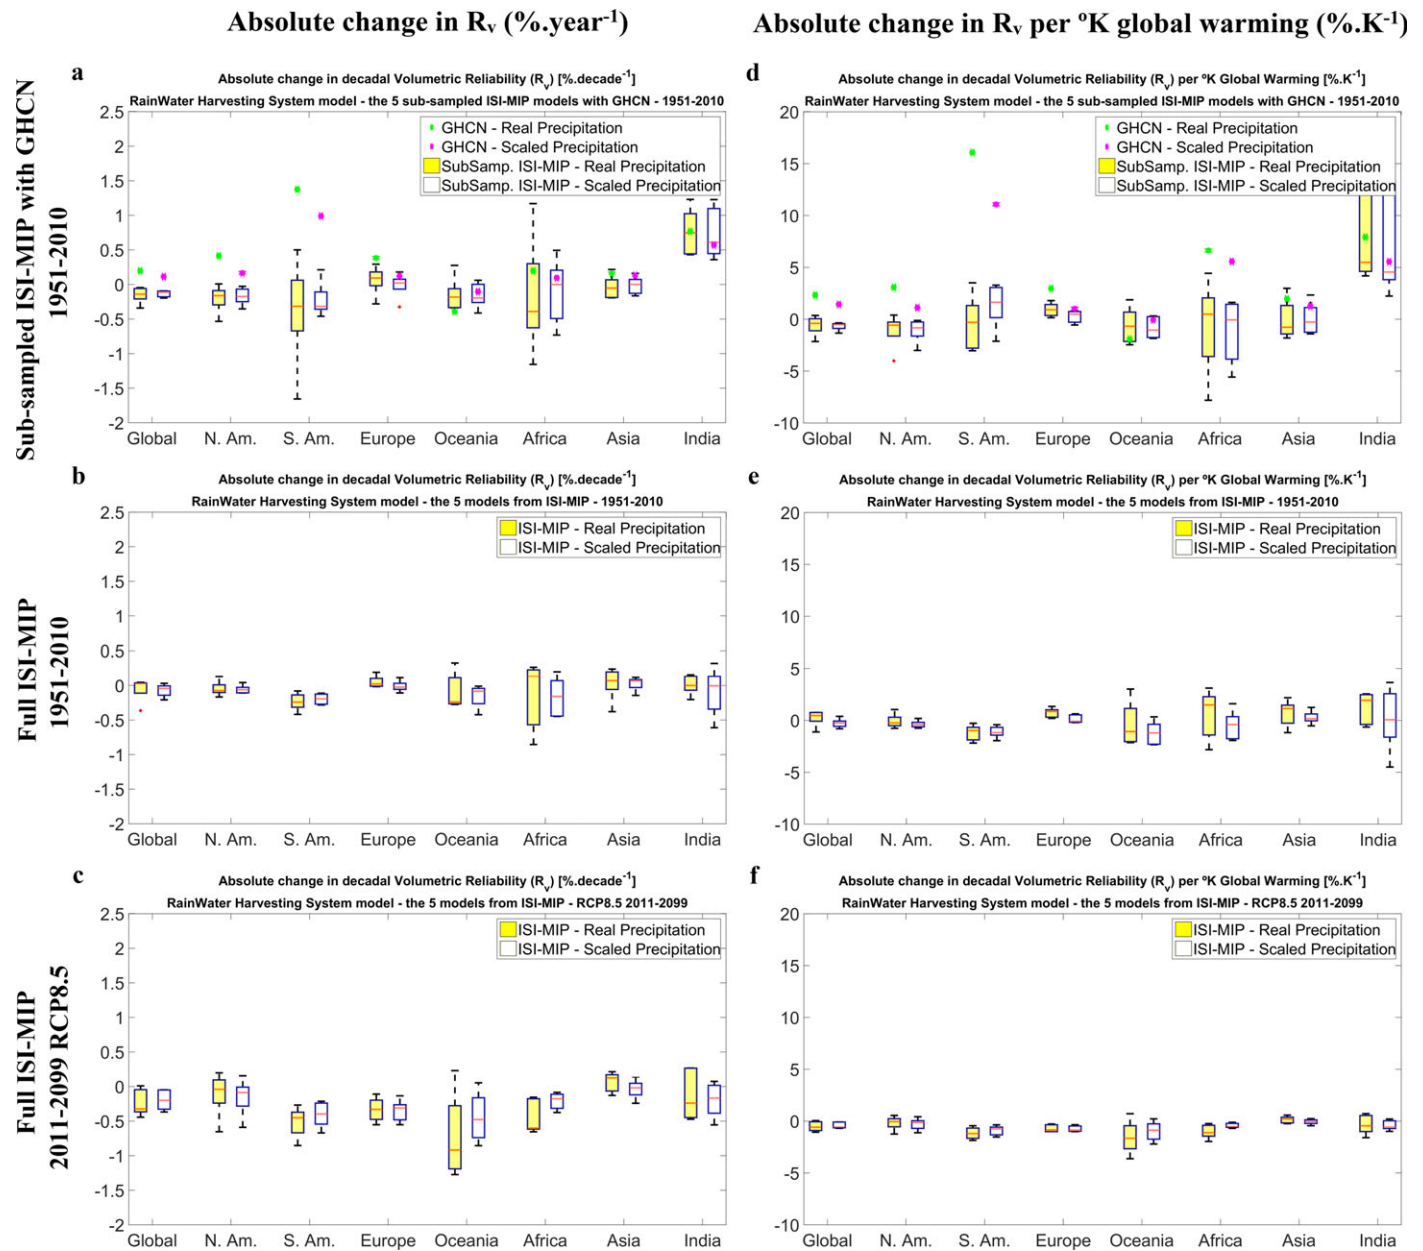 Absolute change in Rv (%.year-1)
Absolute change in Rv per ºK global warming (%.K-1)
Sub-sampled ISI-MIP with GHCN
1951-2010
a
Absolute change in decadal Volumetric Reliability (Rv) [%.decade-1]
RainWater Harvesting System model - the 5 sub-sampled ISI-MIP models with GHCN - 1951-2010
2.5
2
1.5
1
0.5
0
-0.5
-1
-1.5
-2
GHCN - Real Precipitation
GHCN - Scaled Precipitation
SubSamp. ISI-MIP - Real Precipitation
SubSamp. ISI-MIP - Scaled Precipitation
Global N. Am. S. Am. Europe Oceania Africa Asia India
d
Absolute change in decadal Volumetric Reliability (Rv) per ºK Global Warming [%.K-1]
RainWater Harvesting System model - the 5 sub-sampled ISI-MIP models with GHCN - 1951-2010
20
15
10
5
0
-5
-10
GHCN - Real Precipitation
GHCN - Scaled Precipitation
SubSamp. ISI-MIP - Real Precipitation
SubSamp. ISI-MIP - Scaled Precipitation
Global N. Am. S. Am. Europe Oceania Africa Asia India
Full ISI-MIP
1951-2010
b
Absolute change in decadal Volumetric Reliability (Rv) [%.decade-1]
RainWater Harvesting System model - the 5 models from ISI-MIP - 1951-2010
2.5
2
1.5
1
0.5
0
-0.5
-1
-1.5
-2
ISI-MIP - Real Precipitation
ISI-MIP - Scaled Precipitation
Global N. Am. S. Am. Europe Oceania Africa Asia India
e
Absolute change in decadal Volumetric Reliability (Rv) per ºK Global Warming [%.K-1]
RainWater Harvesting System model - the 5 models from ISI-MIP - 1951-2010
20
15
10
5
0
-5
-10
ISI-MIP - Real Precipitation
ISI-MIP - Scaled Precipitation
Global N. Am. S. Am. Europe Oceania Africa Asia India
Full ISI-MIP
2011-2099 RCP8.5
c
Absolute change in decadal Volumetric Reliability (Rv) [%.decade-1]
RainWater Harvesting System model - the 5 models from ISI-MIP - RCP8.5 2011-2099
2.5
2
1.5
1
0.5
0
-0.5
-1
-1.5
-2
ISI-MIP - Real Precipitation
ISI-MIP - Scaled Precipitation
Global N. Am. S. Am. Europe Oceania Africa Asia India
f
Absolute change in decadal Volumetric Reliability (Rv) per ºK Global Warming [%.K-1]
RainWater Harvesting System model - the 5 models from ISI-MIP - RCP8.5 2011-2099
20
15
10
5
0
-5
-10
ISI-MIP - Real Precipitation
ISI-MIP - Scaled Precipitation
Global N. Am. S. Am. Europe Oceania Africa Asia India